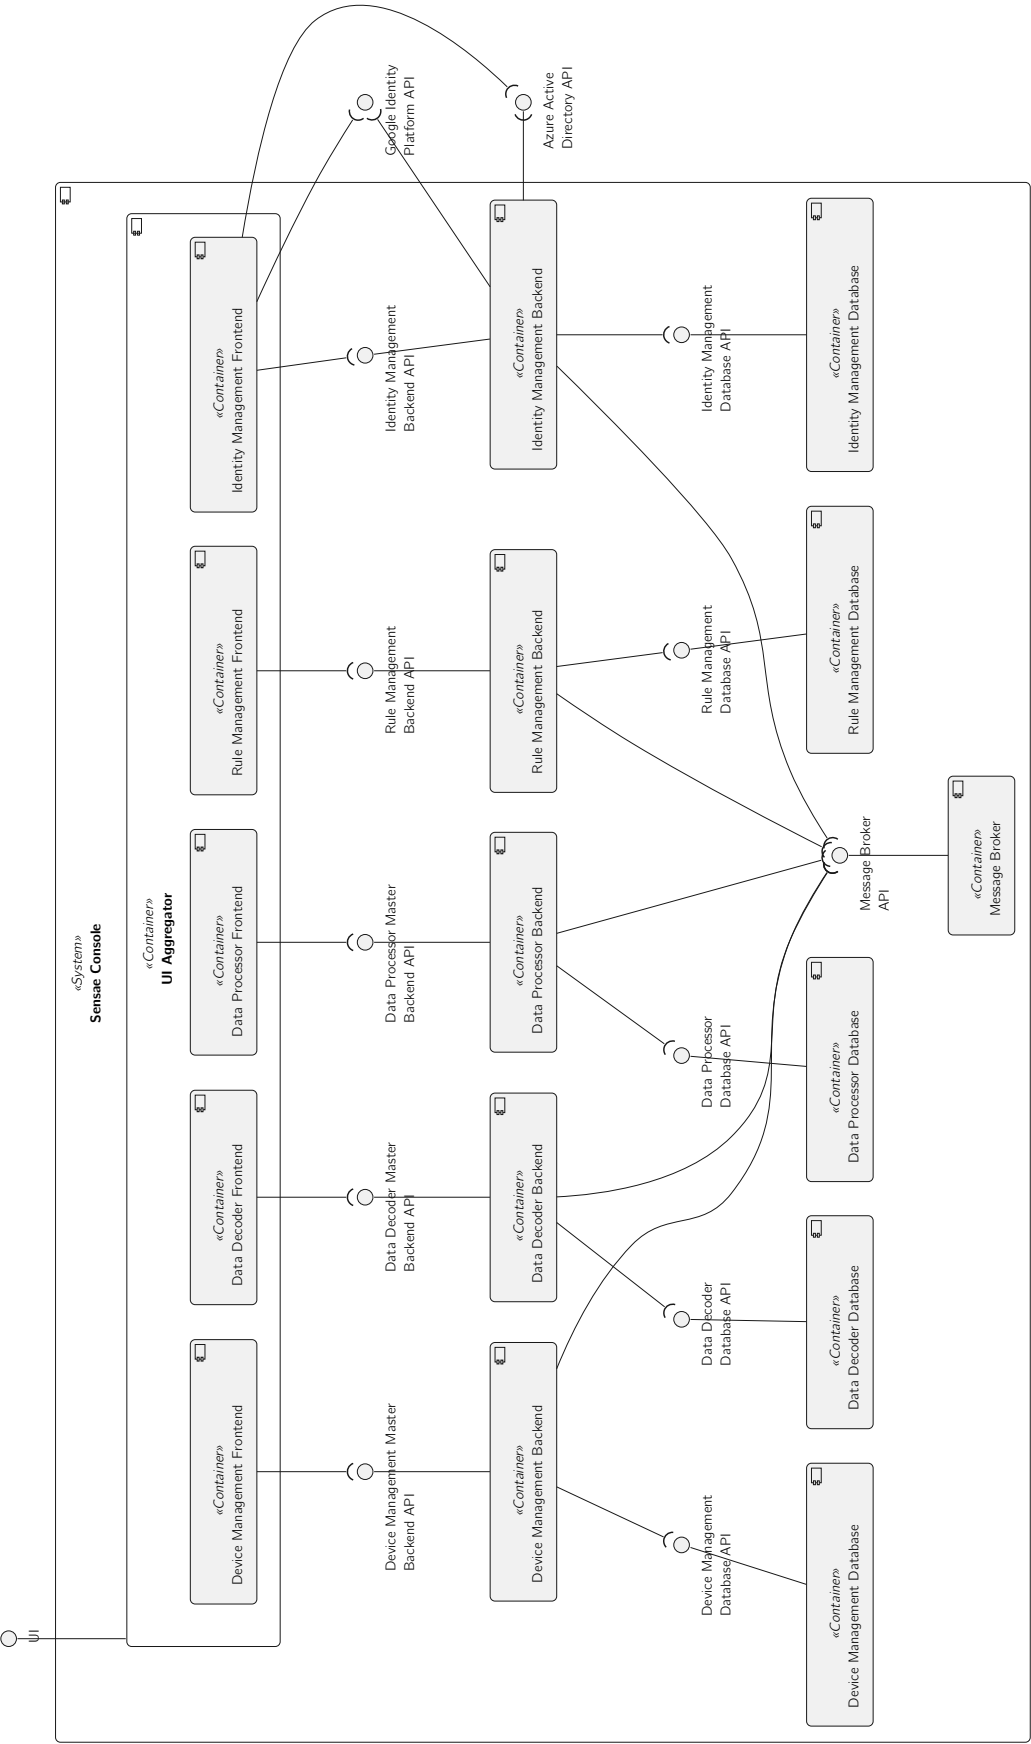 UI
«System»
Sensae Console
«Container»
UI Aggregator
«Container»
Device Management Frontend
«Container»
Data Decoder Frontend
«Container»
Data Processor Frontend
«Container»
Rule Management Frontend
«Container»
Identity Management Frontend
Device Management Master
Backend API
Data Decoder Master
Backend API
Data Processor Master
Backend API
Rule Management
Backend API
Identity Management
Backend API
Google Identity
Platform API
«Container»
Device Management Backend
«Container»
Data Decoder Backend
«Container»
Data Processor Backend
«Container»
Rule Management Backend
«Container»
Identity Management Backend
Azure Active
Directory API
Device Management
Database API
Data Decoder
Database API
Data Processor
Database API
Rule Management
Database API
Identity Management
Database API
«Container»
Device Management Database
«Container»
Data Decoder Database
«Container»
Data Processor Database
Message Broker
API
«Container»
Rule Management Database
«Container»
Identity Management Database
«Container»
Message Broker